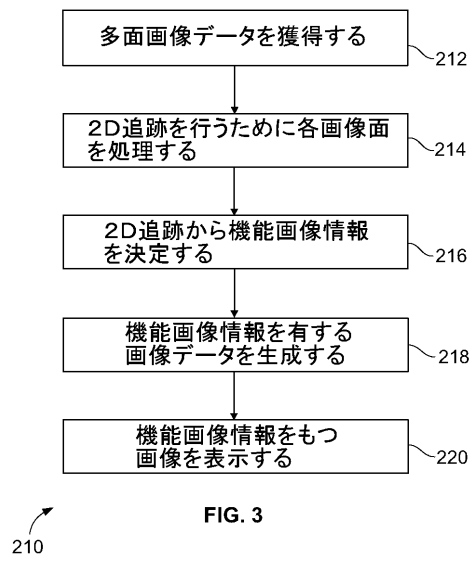 多面画像データを獲得する
212
2D追跡を行うために各画像面
を処理する
214
2D追跡から機能画像情報
を決定する
216
機能画像情報を有する
画像データを生成する
218
機能画像情報をもつ
画像を表示する
220
FIG. 3
210